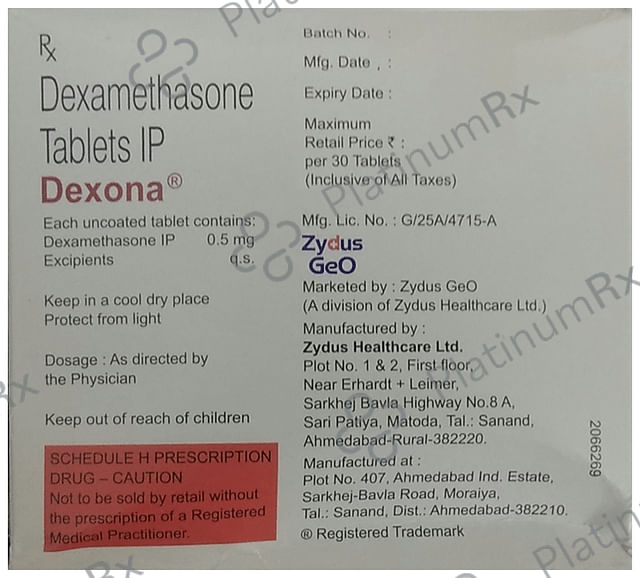 Rx
Dexamethasone
Tablets IP
Dexona®
Each uncoated tablet contains:
Dexamethasone IP 0.5 mg
Excipients q.s.
Keep in a cool dry place
Protect from light
Dosage : As directed by
the Physician
Keep out of reach of children
SCHEDULE H PRESCRIPTION
DRUG – CAUTION
Not to be sold by retail without
the prescription of a Registered
Medical Practitioner.
Batch No. :
Mfg. Date :
Expiry Date :
Maximum
Retail Price ₹ :
per 30 Tablets
(Inclusive of All Taxes)
Mfg. Lic. No. : G/25A/4715-A
Zydus
GeO
Marketed by : Zydus GeO
(A division of Zydus Healthcare Ltd.)
Manufactured by :
Zydus Healthcare Ltd.
Plot No. 1 & 2, First floor,
Near Erhardt + Leimer,
Sarkhej Bavla Highway No.8 A,
Sari Patiya, Matoda, Tal.: Sanand,
Ahmedabad-Rural-382220.
Manufactured at :
Plot No. 407, Ahmedabad Ind. Estate,
Sarkhej-Bavla Road, Moraiya,
Tal.: Sanand, Dist.: Ahmedabad-382210.
® Registered Trademark
2066269
PlatinumRx
PlatinumRx